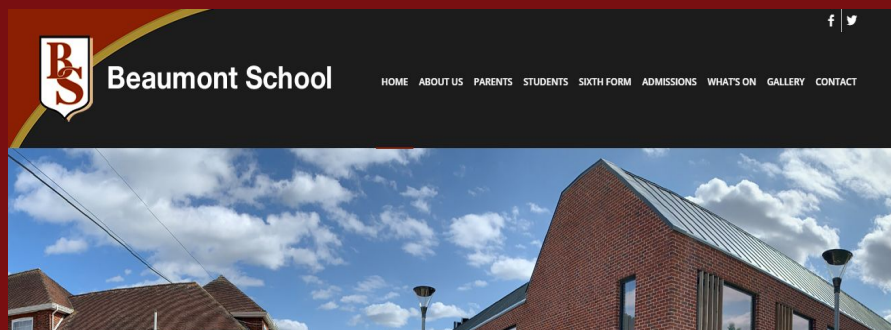 BS
Beaumont School
HOME ABOUT US PARENTS STUDENTS SIXTH FORM ADMISSIONS WHAT'S ON GALLERY CONTACT